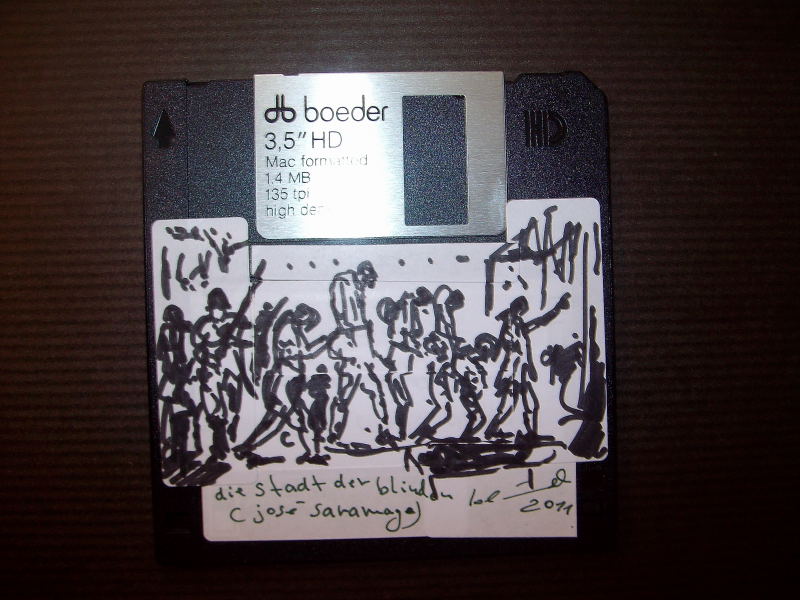 boeder
HD
3,5" HD
Mac formatted
1,4 MB
135 tpi
high den
die stadt der blinden
( josé saramago)
2011